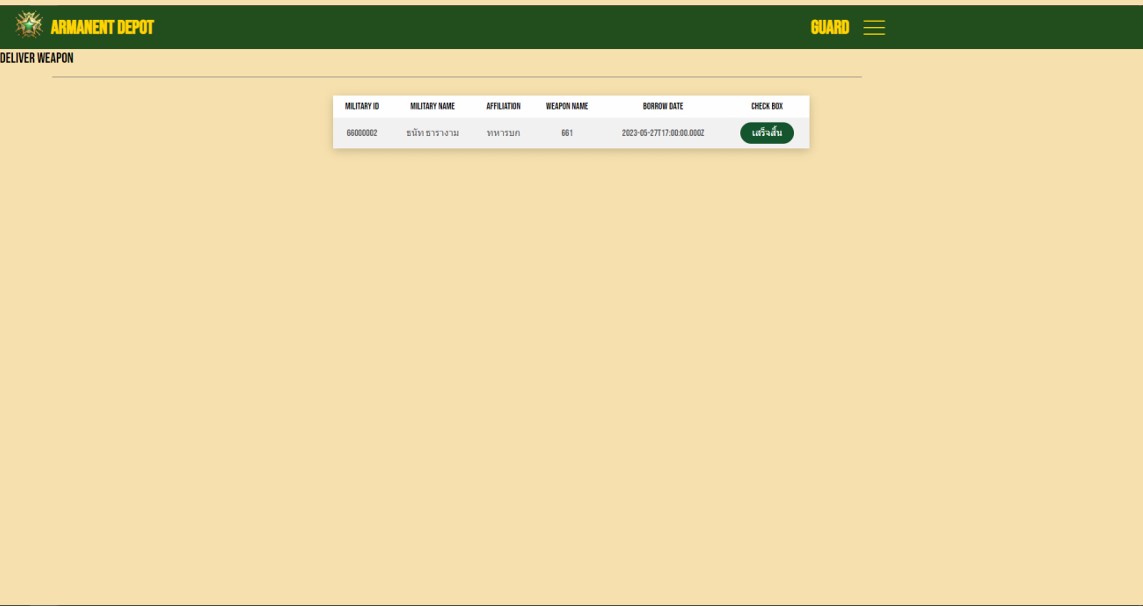 ARMANENT DEPOT GUARD
DELIVER WEAPON
MILITARY ID MILITARY NAME AFFILIATION WEAPON NAME BORROW DATE CHECK BOX
66000002 ธนัท ธารางาม ทหารบก 661 2023-05-27T17:00:00.000Z เสร็จสิ้น